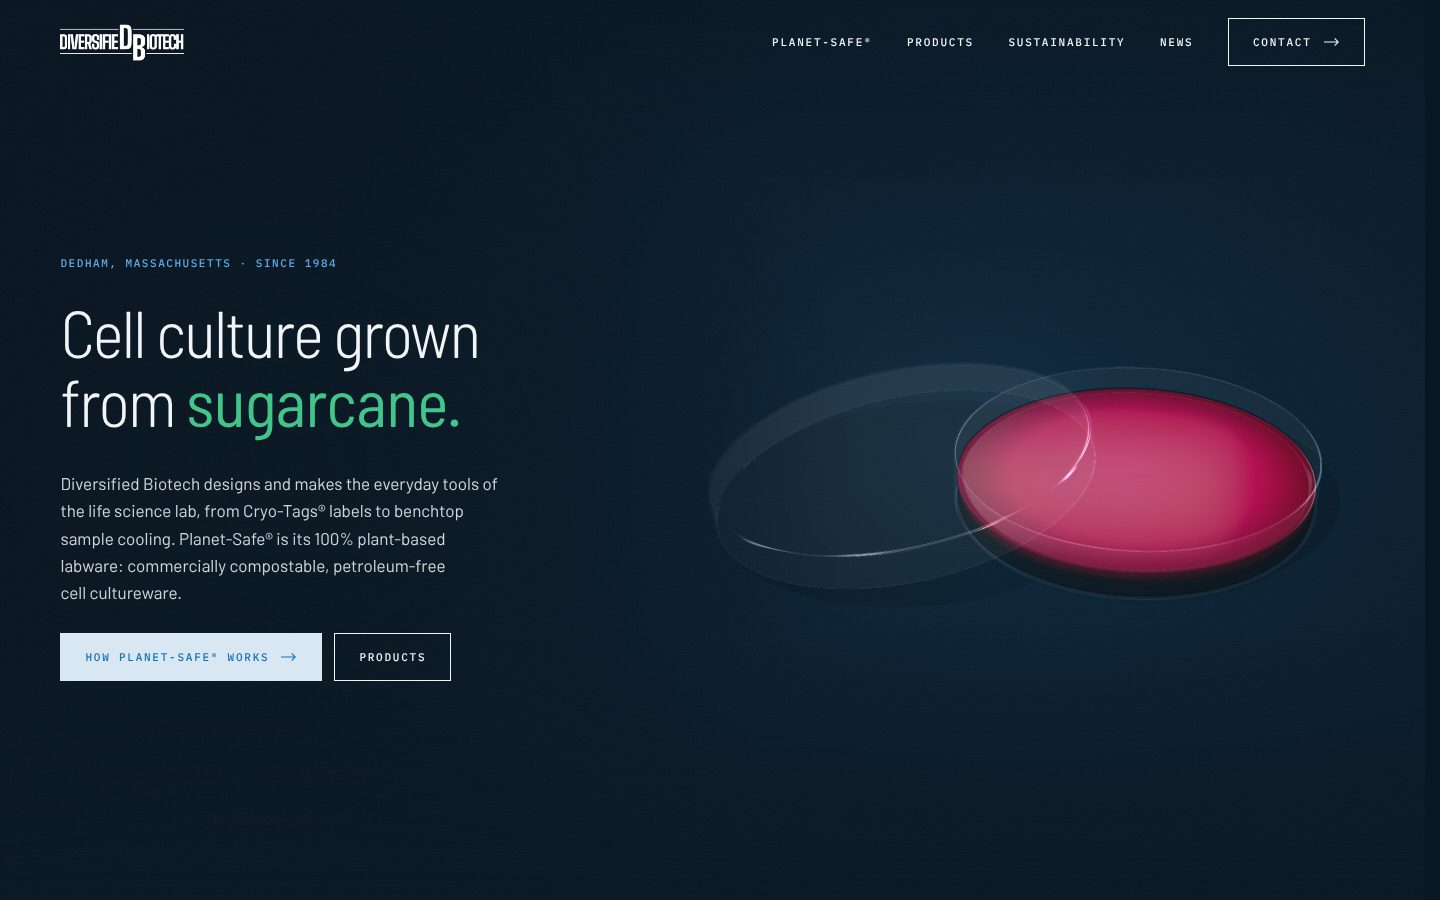 DIVERSIFIED BIOTECH
PLANET-SAFE®
PRODUCTS
SUSTAINABILITY
NEWS
CONTACT →
DEDHAM, MASSACHUSETTS · SINCE 1984
Cell culture grown
from sugarcane.
Diversified Biotech designs and makes the everyday tools of
the life science lab, from Cryo-Tags® labels to benchtop
sample cooling. Planet-Safe® is its 100% plant-based
labware: commercially compostable, petroleum-free
cell cultureware.
HOW PLANET-SAFE® WORKS →
PRODUCTS